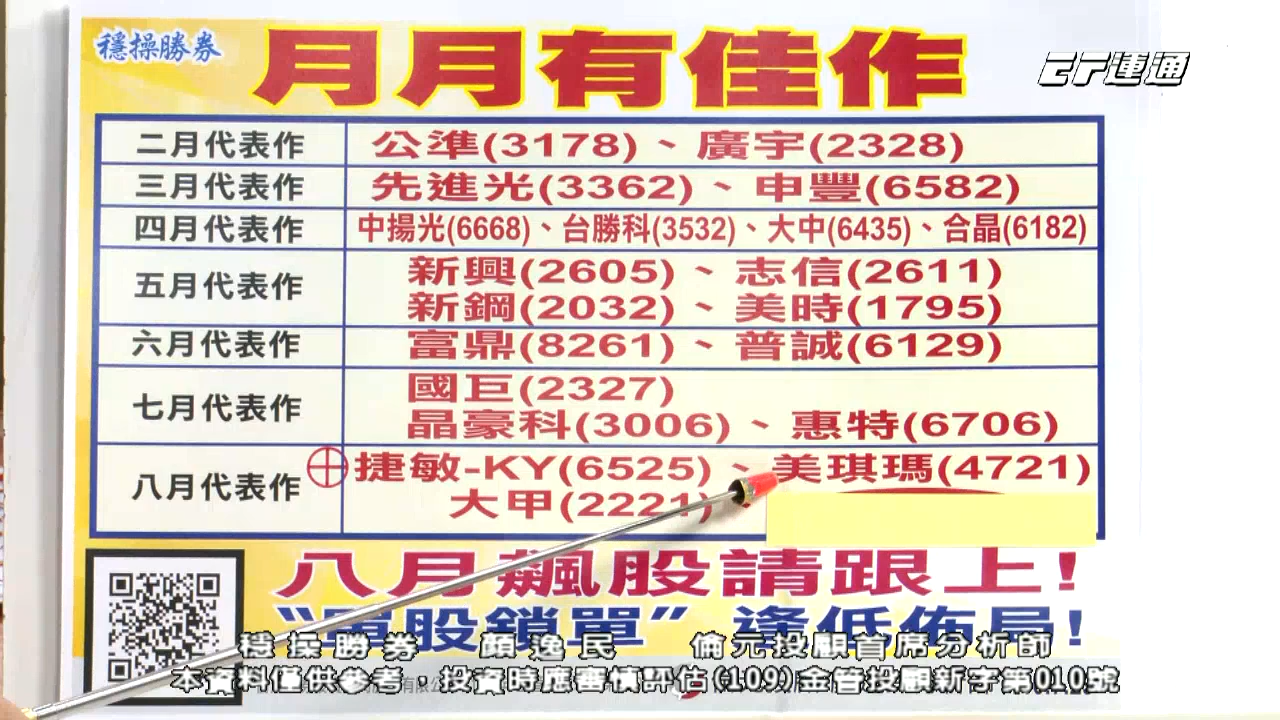 穩操勝券
月月有佳作
CT運通
二月代表作 公準(3178)、廣宇(2328)
三月代表作 先進光(3362)、申豐(6582)
四月代表作 中揚光(6668)、台勝科(3532)、大中(6435)、合晶(6182)
五月代表作 新興(2605)、志信(2611)
新鋼(2032)、美時(1795)
六月代表作 富鼎(8261)、普誠(6129)
七月代表作 國巨(2327)
晶豪科(3006)、惠特(6706)
八月代表作 捷敏-KY(6525)、美琪瑪(4721)
大甲(2221)、
八月飆股請跟上!
“單股鎖單”逢低佈局!
穩操勝券 顏逸民 倫元投顧首席分析師
本資料僅供參考，投資時應審慎評估(109)金管投顧新字第010號